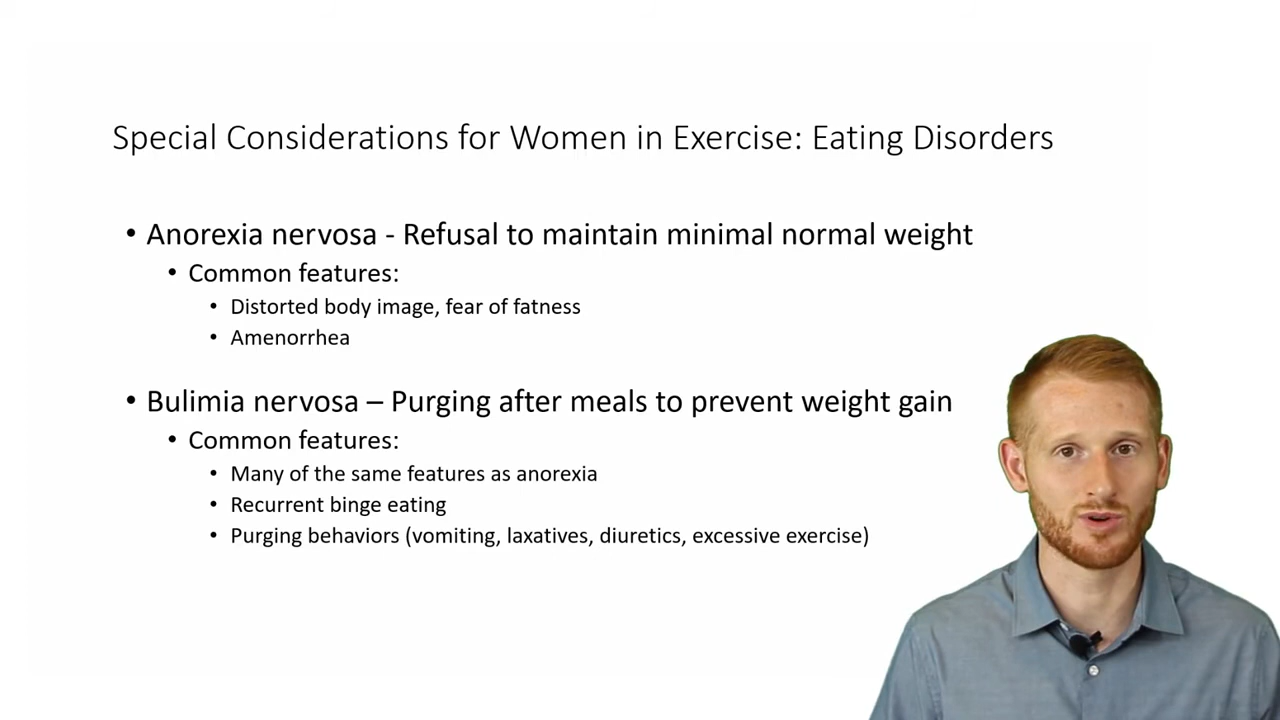 Special Considerations for Women in Exercise: Eating Disorders
• Anorexia nervosa - Refusal to maintain minimal normal weight
• Common features:
• Distorted body image, fear of fatness
• Amenorrhea
• Bulimia nervosa – Purging after meals to prevent weight gain
• Common features:
• Many of the same features as anorexia
• Recurrent binge eating
• Purging behaviors (vomiting, laxatives, diuretics, excessive exercise)